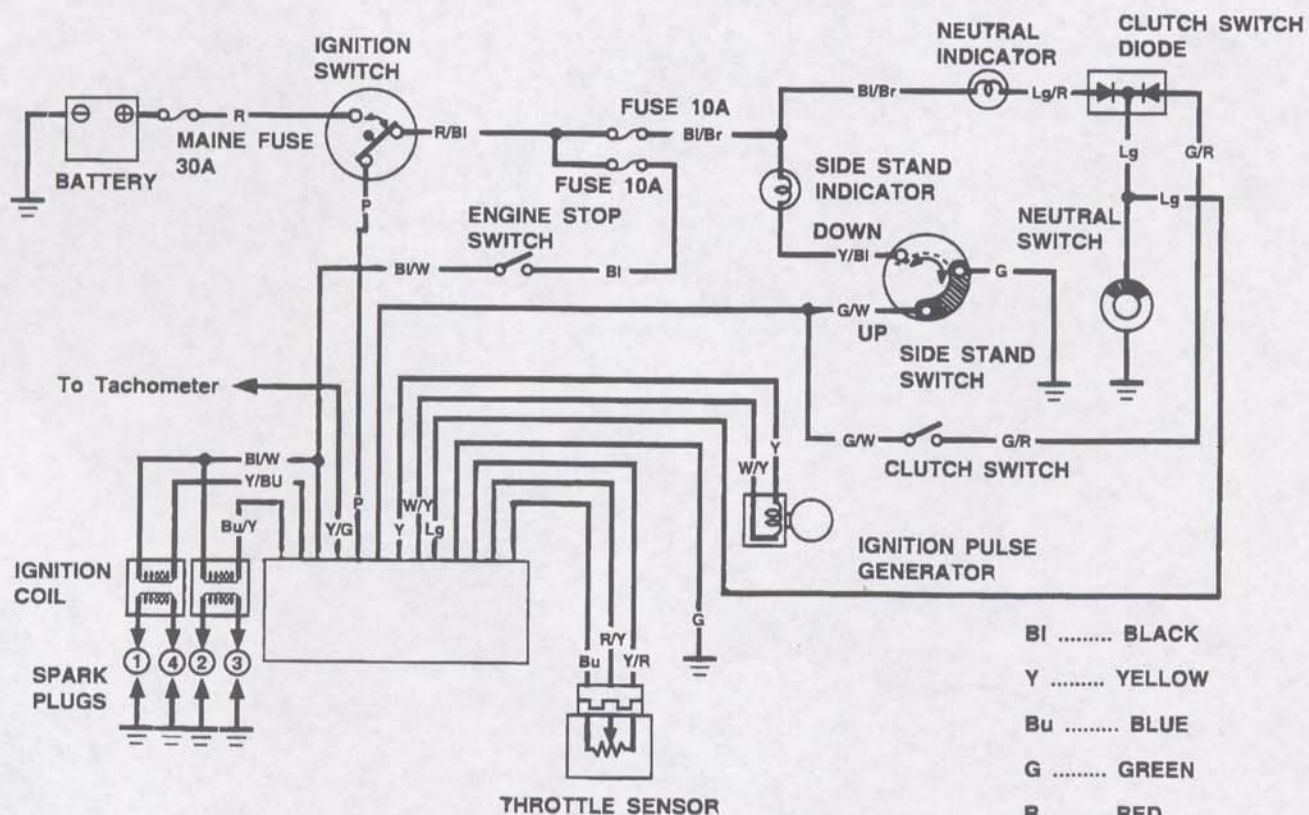 IGNITION
SWITCH
NEUTRAL
INDICATOR
CLUTCH SWITCH
DIODE
R
MAINE FUSE
30A
BATTERY
R/Bl
FUSE 10A
Bl/Br
FUSE 10A
Bl/Br
Lg/R
Lg
G/R
P
SIDE STAND
INDICATOR
ENGINE STOP
SWITCH
Bl/W
Bl
DOWN
Y/Bl
G
G/W
UP
SIDE STAND
SWITCH
NEUTRAL
SWITCH
Lg
To Tachometer
G/W
G/R
CLUTCH SWITCH
Bl/W
Y/BU
Bu/Y
Y/G
P
Y
W/Y
Lg
W/Y
Y
IGNITION PULSE
GENERATOR
IGNITION
COIL
1
4
2
3
SPARK
PLUGS
Bu
R/Y
Y/R
G
THROTTLE SENSOR
Bl ......... BLACK
Y ......... YELLOW
Bu ......... BLUE
G ......... GREEN